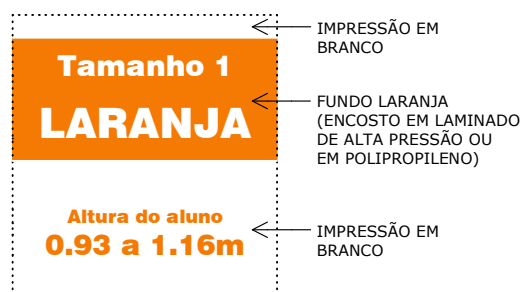 IMPRESSÃO EM
BRANCO
Tamanho 1
LARANJA
FUNDO LARANJA
(ENCOSTO EM LAMINADO
DE ALTA PRESSÃO OU
EM POLIPROPILENO)
Altura do aluno
0.93 a 1.16m
IMPRESSÃO EM
BRANCO